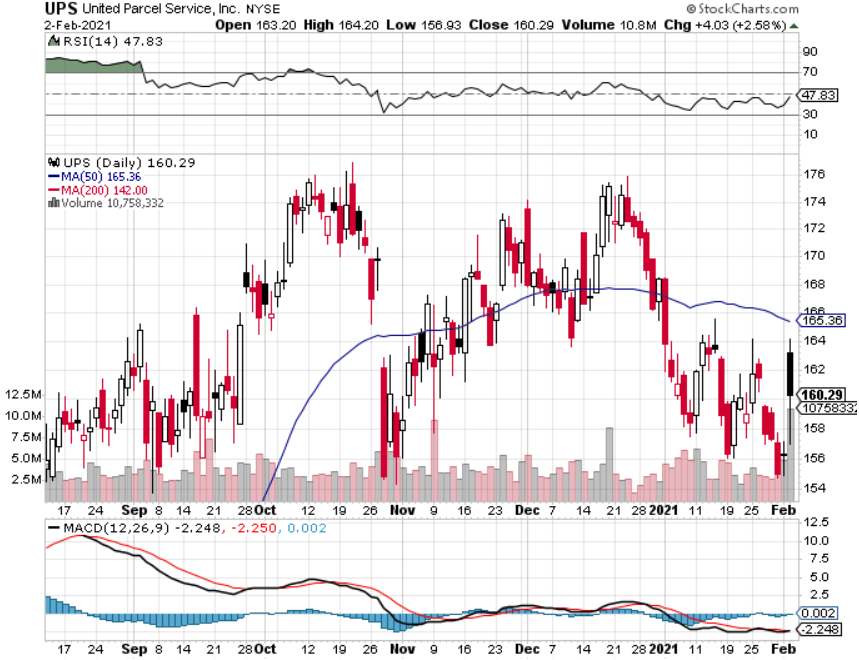 UPS United Parcel Service, Inc. NYSE
© StockCharts.com
2-Feb-2021
Open 163.20 High 164.20 Low 156.93 Close 160.29 Volume 10.8M Chg +4.03 (+2.58%)
RSI(14) 47.83
90
70
47.83
30
10
UPS (Daily) 160.29
MA(50) 165.36
MA(200) 142.00
Volume 10,758,332
176
174
172
170
168
166
165.36
164
162
160.29
10758332
158
156
154
12.5M
10.0M
7.5M
5.0M
2.5M
17 24 Sep 8 14 21 28 Oct 12 19 26 Nov 9 16 23 Dec 7 14 21 28 2021 11 19 25 Feb
MACD(12,26,9) -2.248, -2.250, 0.002
12.5
10.0
7.5
5.0
2.5
0.002
-2.248
17 24 Sep 8 14 21 28 Oct 12 19 26 Nov 9 16 23 Dec 7 14 21 28 2021 11 19 25 Feb